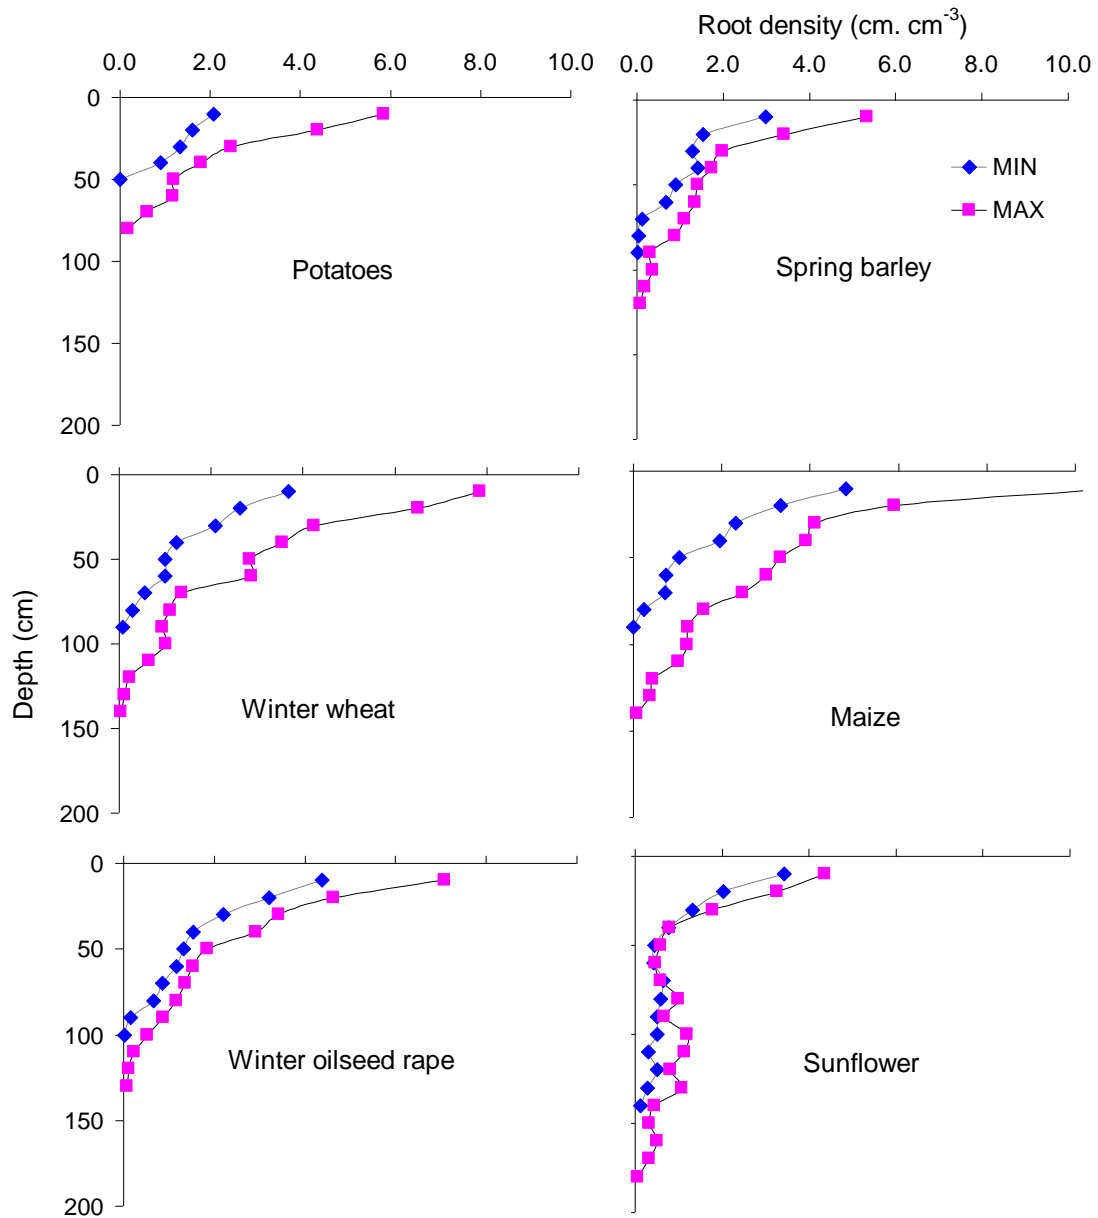 Root density (cm. cm-3)
0.0 2.0 4.0 6.0 8.0 10.0
0.0 2.0 4.0 6.0 8.0 10.0
0
50
100
150
200
Potatoes
MIN
MAX
Spring barley
Depth (cm)
0
50
100
150
200
Winter wheat
Maize
0
50
100
150
200
Winter oilseed rape
Sunflower